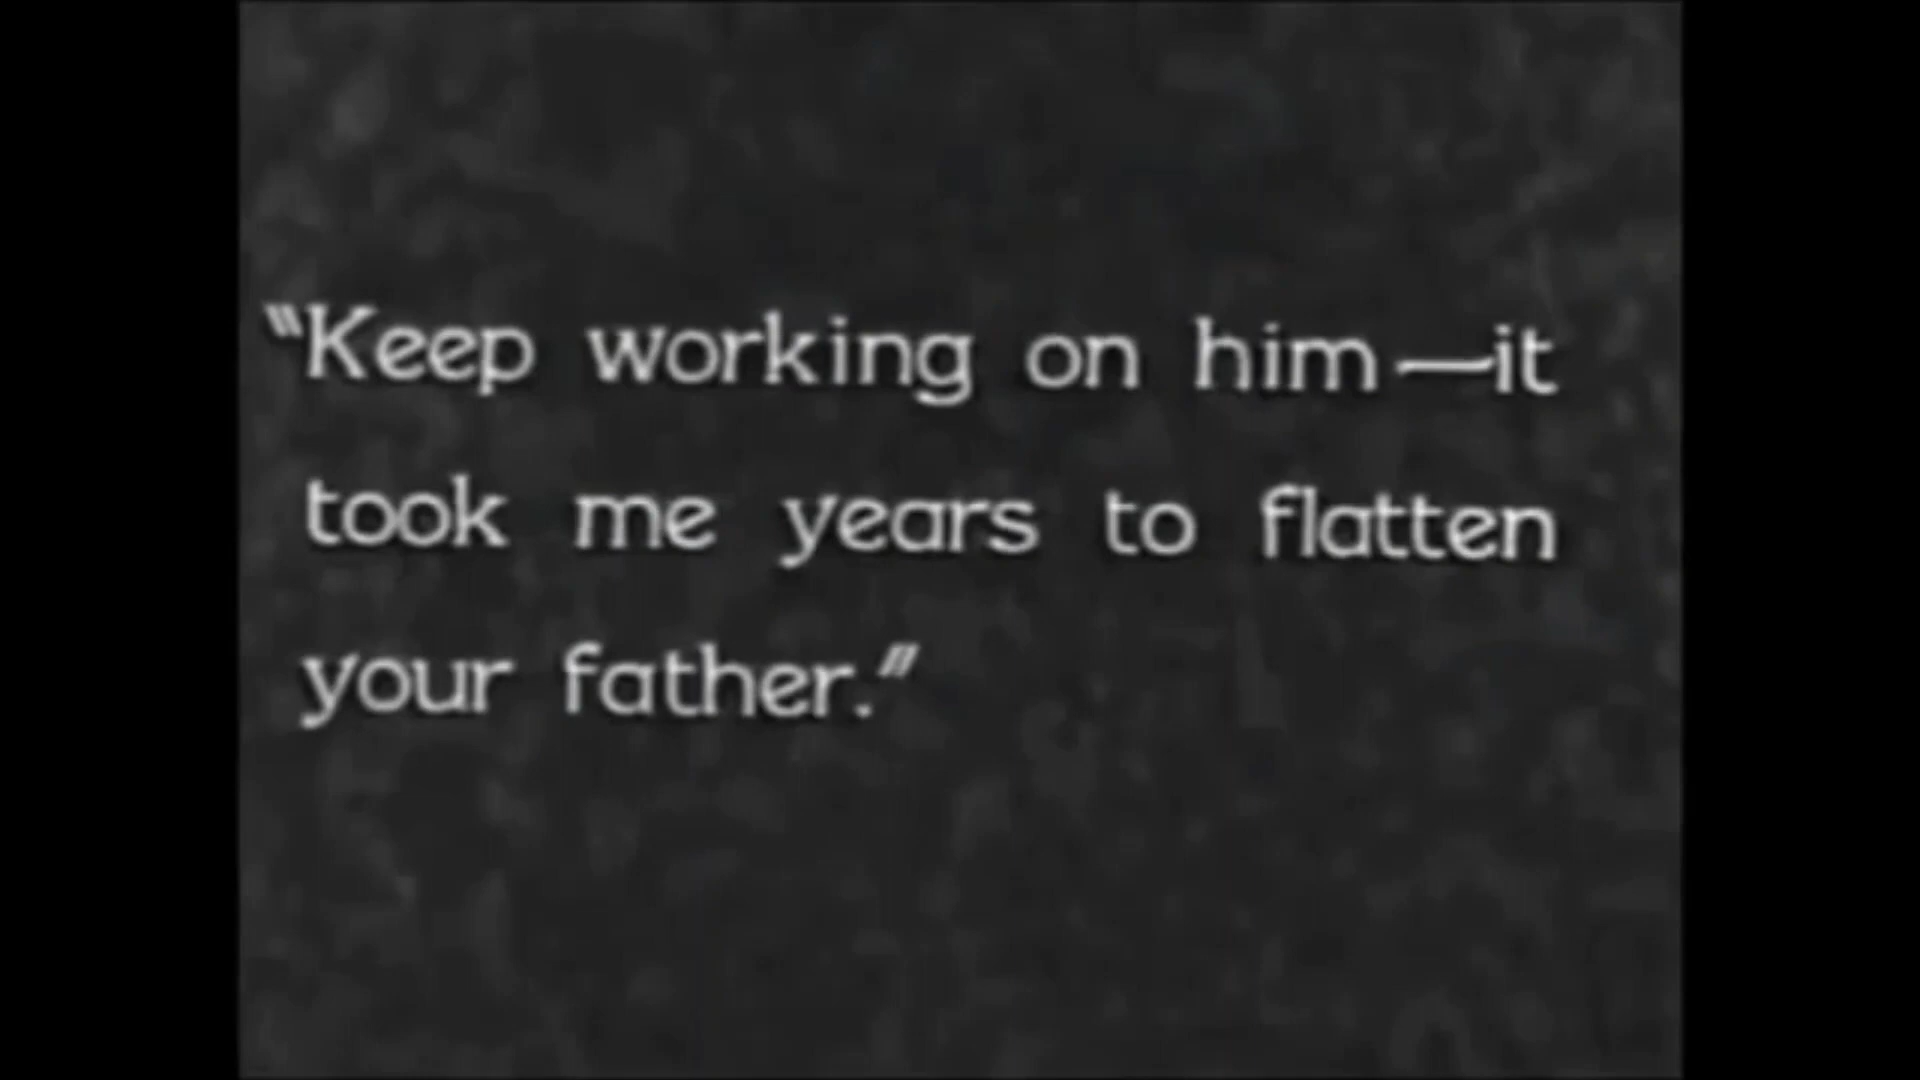 "Keep working on him—it
took me years to flatten
your father."